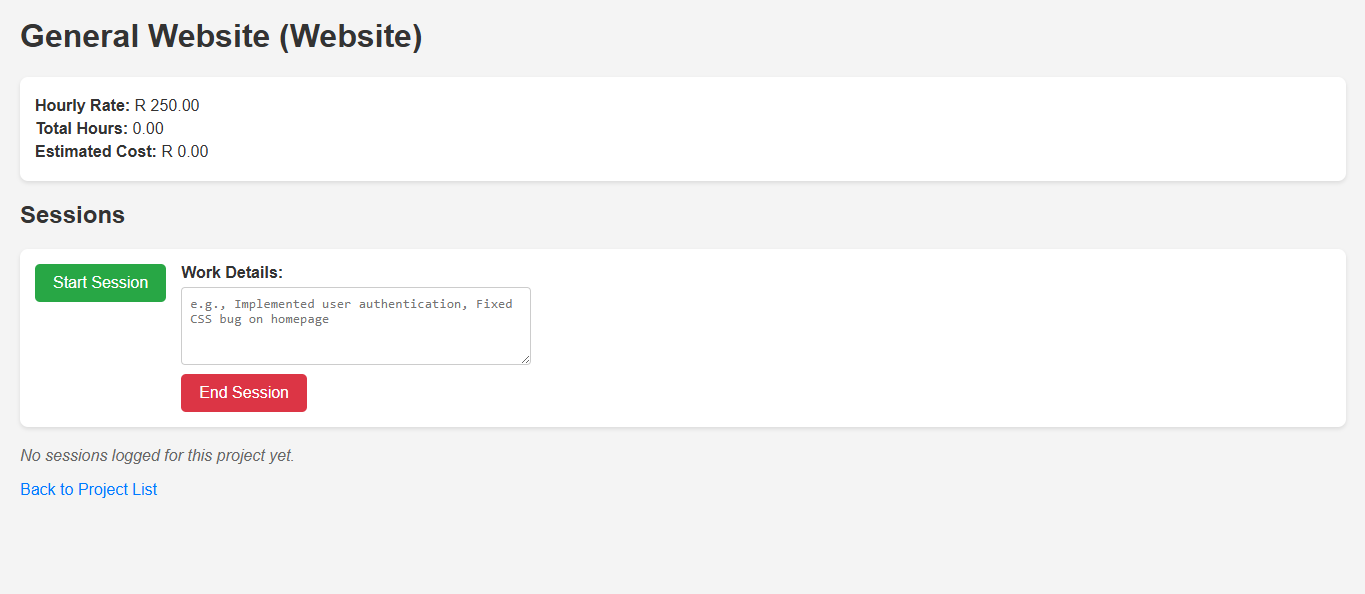 General Website (Website)
Hourly Rate: R 250.00
Total Hours: 0.00
Estimated Cost: R 0.00
Sessions
Start Session
Work Details:
e.g., Implemented user authentication, Fixed
CSS bug on homepage
End Session
No sessions logged for this project yet.
Back to Project List